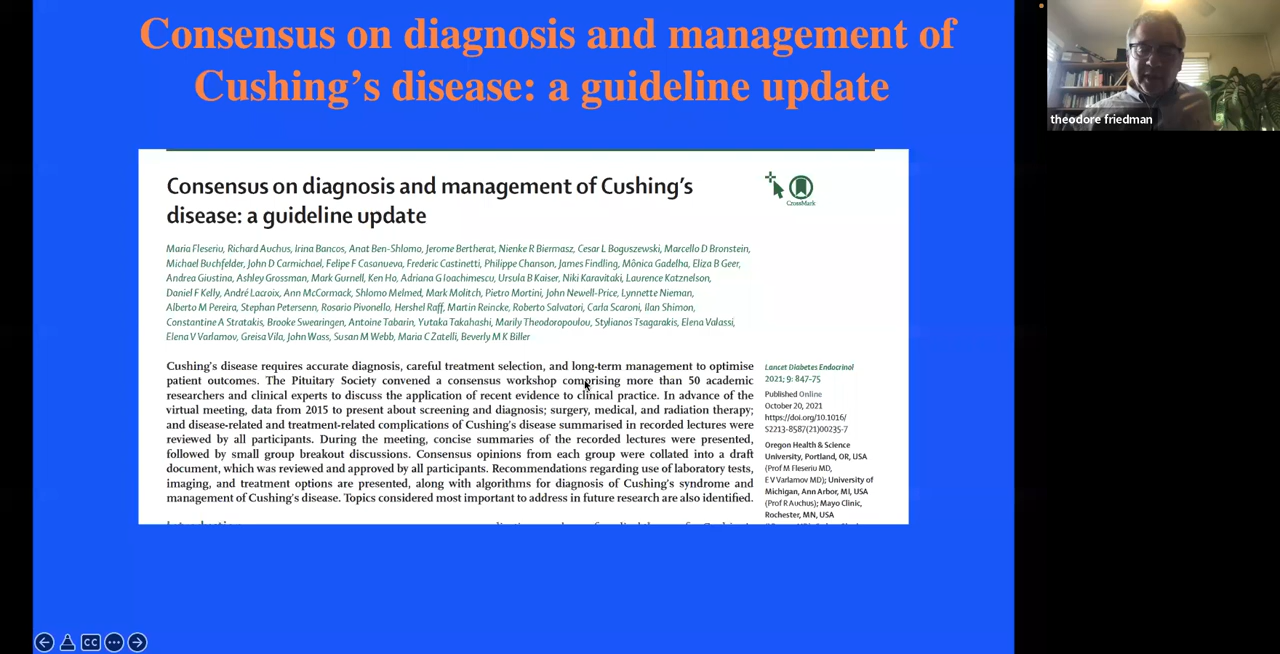 Consensus on diagnosis and management of
Cushing’s disease: a guideline update
theodore friedman
Consensus on diagnosis and management of Cushing’s
disease: a guideline update
CrossMark
Maria Fleseriu, Richard Auchus, Irina Bancos, Anat Ben-Shlomo, Jerome Bertherat, Nienke R Biermasz, Cesar L Boguszewski, Marcello D Bronstein,
Michael Buchfelder, John D Carmichael, Felipe F Casanueva, Frederic Castinetti, Philippe Chanson, James Findling, Mônica Gadelha, Eliza B Geer,
Andrea Giustina, Ashley Grossman, Mark Gurnell, Ken Ho, Adriana G Ioachimescu, Ursula B Kaiser, Niki Karavitaki, Laurence Katznelson,
Daniel F Kelly, André Lacroix, Ann McCormack, Shlomo Melmed, Mark Molitch, Pietro Mortini, John Newell-Price, Lynnette Nieman,
Alberto M Pereira, Stephan Petersenn, Rosario Pivonello, Hershel Raff, Martin Reincke, Roberto Salvatori, Carla Scaroni, Ilan Shimon,
Constantine A Stratakis, Brooke Swearingen, Antoine Tabarin, Yutaka Takahashi, Marily Theodoropoulou, Stylianos Tsagarakis, Elena Valassi,
Elena V Varlamov, Greisa Vila, John Wass, Susan M Webb, Maria C Zatelli, Beverly M K Biller
Cushing’s disease requires accurate diagnosis, careful treatment selection, and long-term management to optimise
patient outcomes. The Pituitary Society convened a consensus workshop comprising more than 50 academic
researchers and clinical experts to discuss the application of recent evidence to clinical practice. In advance of the
virtual meeting, data from 2015 to present about screening and diagnosis; surgery, medical, and radiation therapy;
and disease-related and treatment-related complications of Cushing’s disease summarised in recorded lectures were
reviewed by all participants. During the meeting, concise summaries of the recorded lectures were presented,
followed by small group breakout discussions. Consensus opinions from each group were collated into a draft
document, which was reviewed and approved by all participants. Recommendations regarding use of laboratory tests,
imaging, and treatment options are presented, along with algorithms for diagnosis of Cushing’s syndrome and
management of Cushing’s disease. Topics considered most important to address in future research are also identified.
Lancet Diabetes Endocrinol
2021; 9: 847-75
Published Online
October 20, 2021
https://doi.org/10.1016/
S2213-8587(21)00235-7
Oregon Health & Science
University, Portland, OR, USA
(Prof M Fleseriu MD,
E V Varlamov MD); University of
Michigan, Ann Arbor, MI, USA
(Prof R Auchus); Mayo Clinic,
Rochester, MN, USA
CC